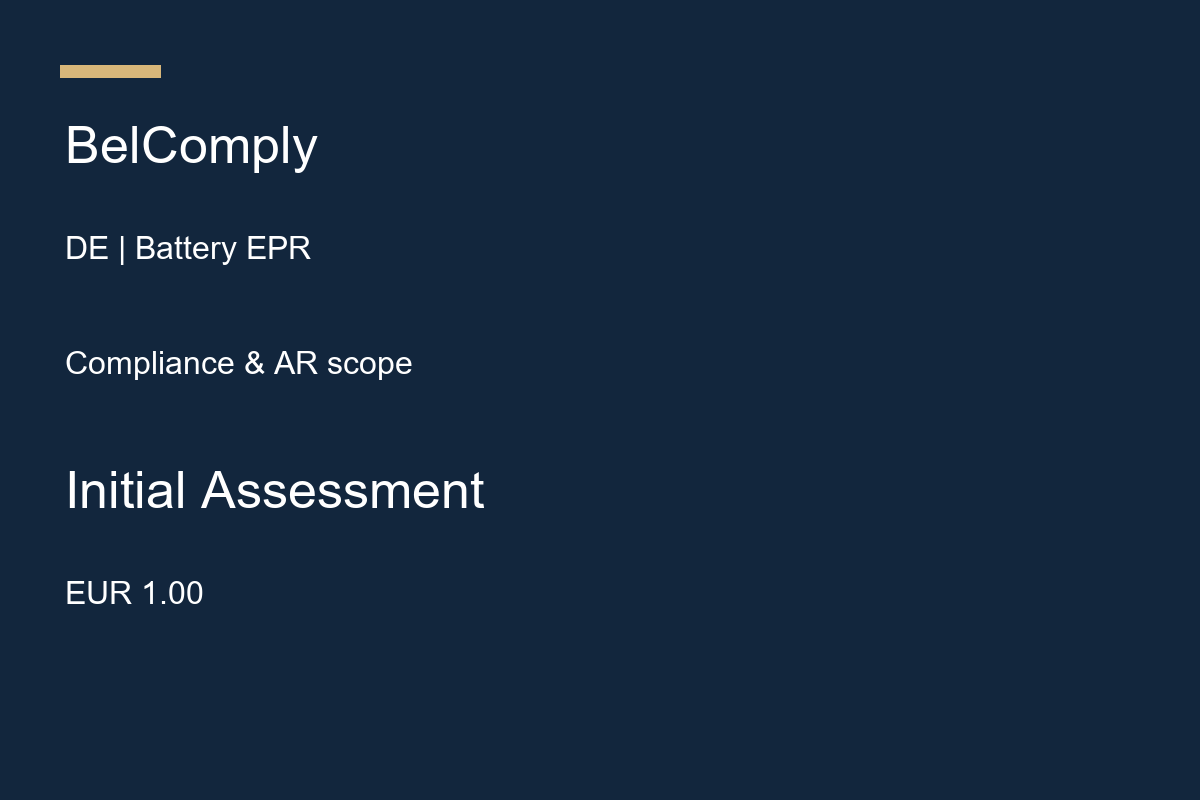 BelComply
DE | Battery EPR
Compliance & AR scope
Initial Assessment
EUR 1.00